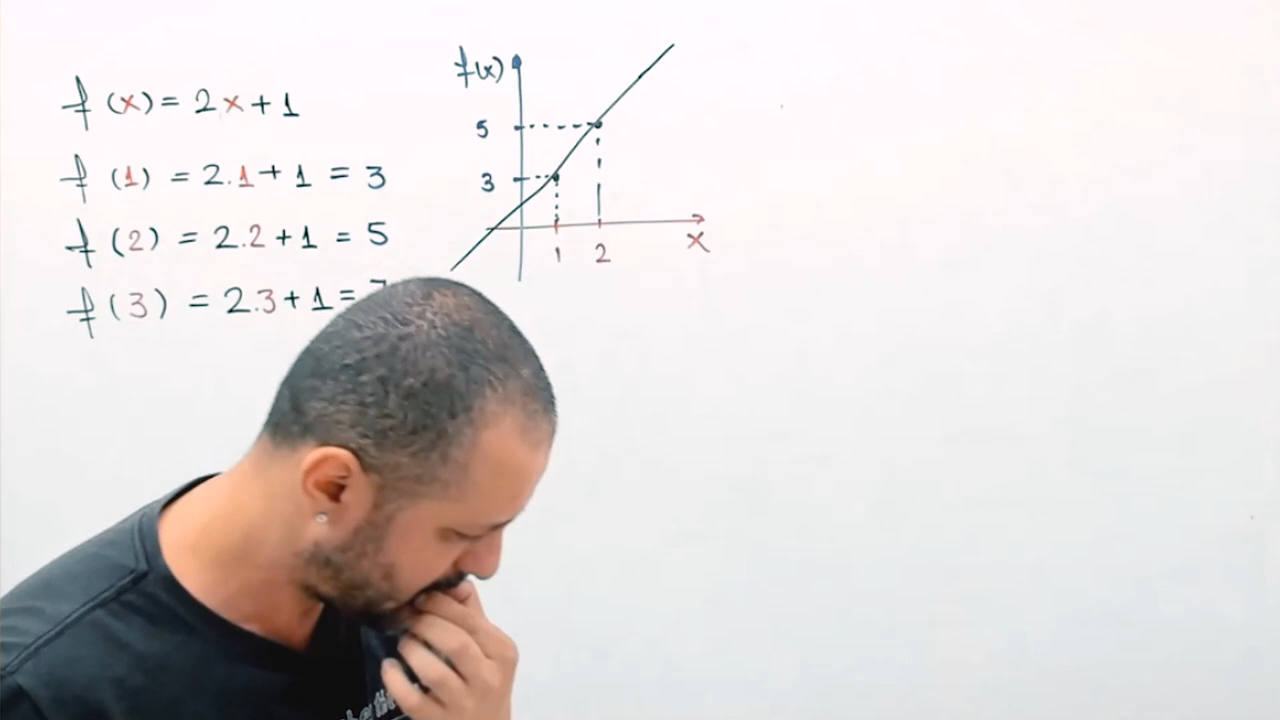 f(x) = 2x + 1
f(1) = 2.1 + 1 = 3
f(2) = 2.2 + 1 = 5
f(3) = 2.3 + 1 =
f(x)
5
3
1 2
x